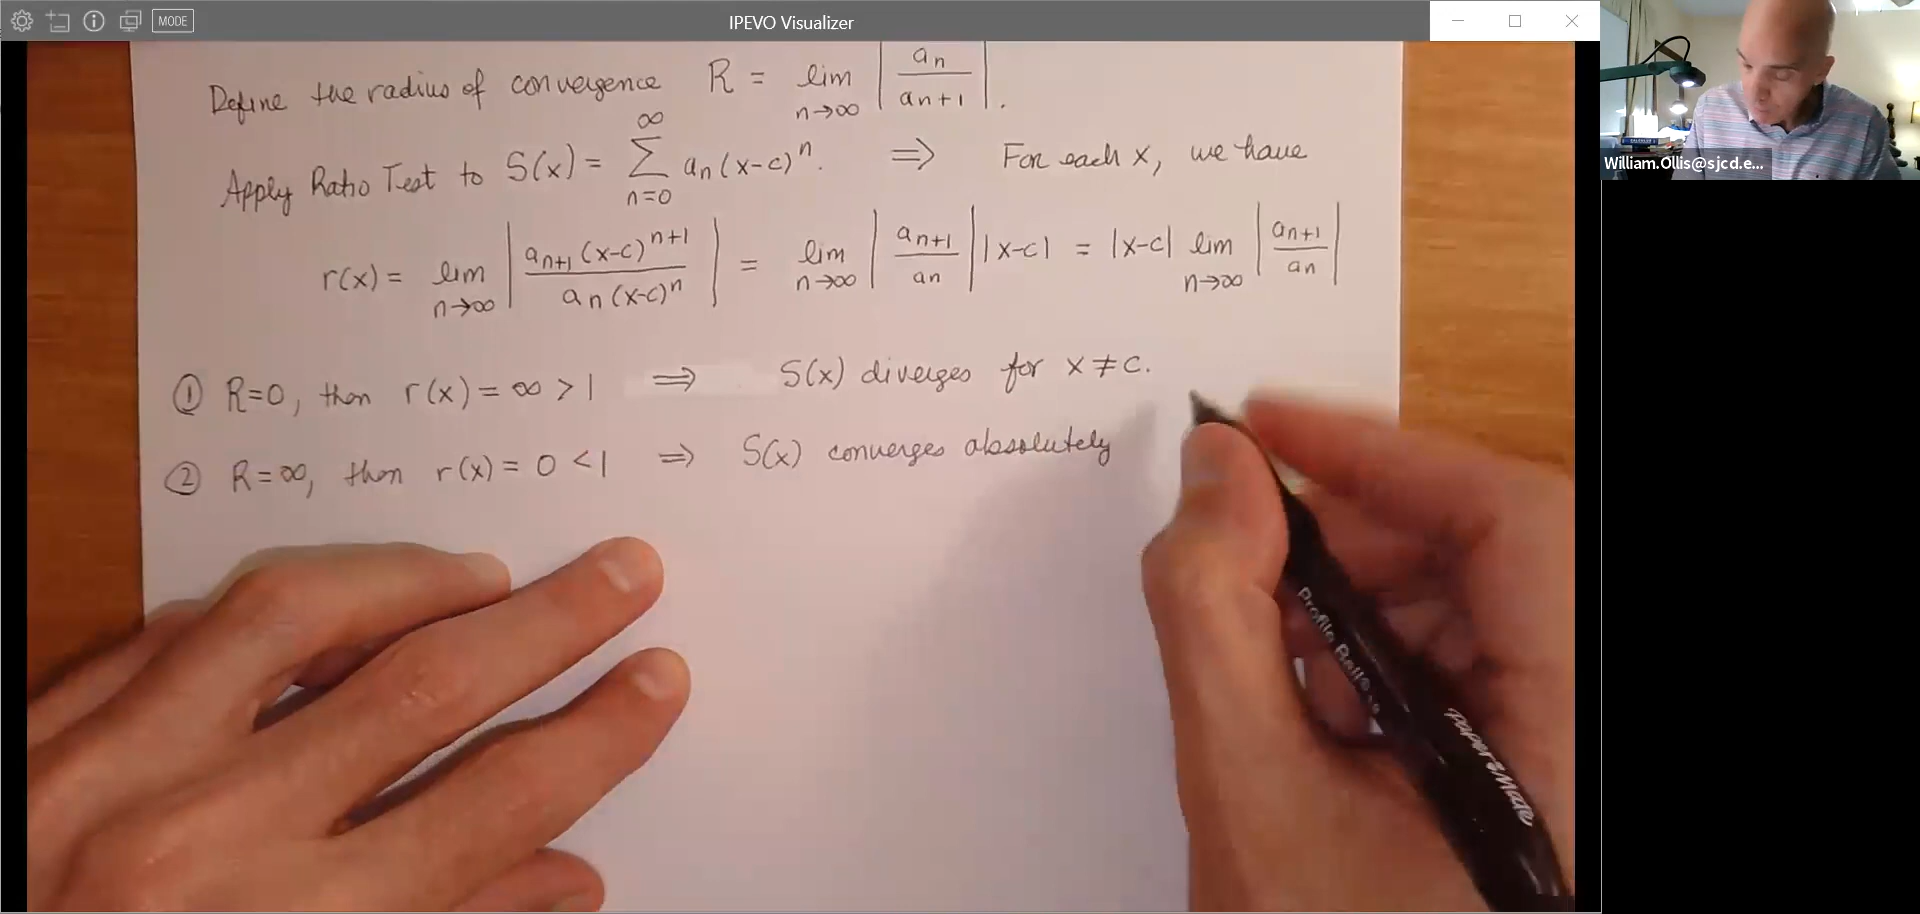 MODE
IPEVO Visualizer
William.Ollis@sjcd.e...
Define the radius of convergence R = lim n→∞ | an / an+1 | .
Apply Ratio Test to S(x) = ∞ Σ n=0 an (x-c)^n. ⇒ For each x, we have
r(x) = lim n→∞ | an+1 (x-c)^n+1 / an (x-c)^n | = lim n→∞ | an+1 / an | |x-c| = |x-c| lim n→∞ | an+1 / an |
① R=0, then r(x) = ∞ > 1 ⇒ S(x) diverges for x ≠ c.
② R=∞, then r(x) = 0 < 1 ⇒ S(x) converges absolutely
Profile
PAPER MATE